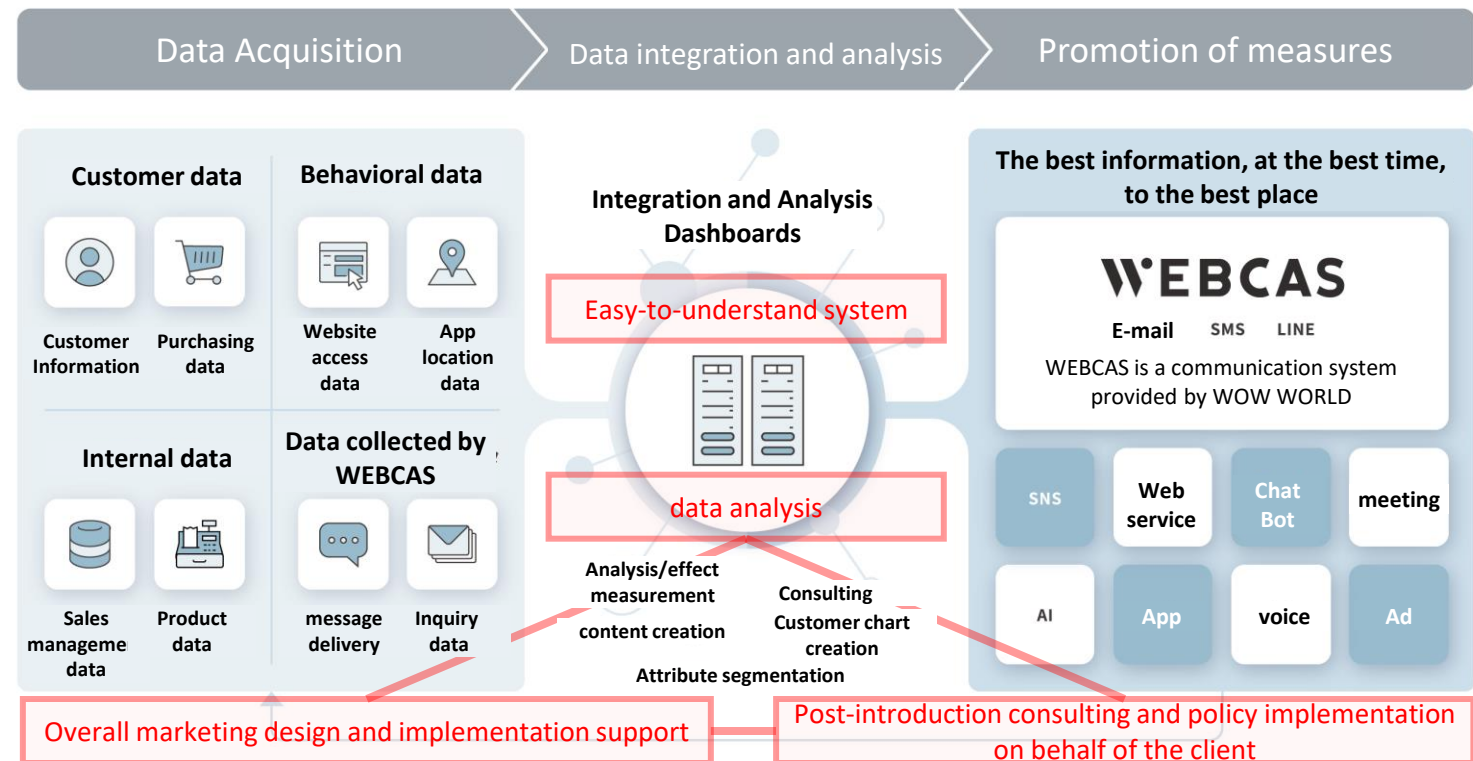 Data Acquisition
Data integration and analysis
Promotion of measures
Customer data
Customer
Information
Purchasing
data
Behavioral data
Website
access
data
App
location
data
Internal data
Sales
manageme
data
Product
data
Data collected by
WEBCAS
message
delivery
Inquiry
data
Integration and Analysis
Dashboards
Easy-to-understand system
data analysis
Analysis/effect
measurement
content creation
Consulting
Customer chart
creation
Attribute segmentation
The best information, at the best time,
to the best place
WEBCAS
E-mail SMS LINE
WEBCAS is a communication system
provided by WOW WORLD
SNS
Web
service
Chat
Bot
meeting
AI
App
voice
Ad
Overall marketing design and implementation support
Post-introduction consulting and policy implementation
on behalf of the client